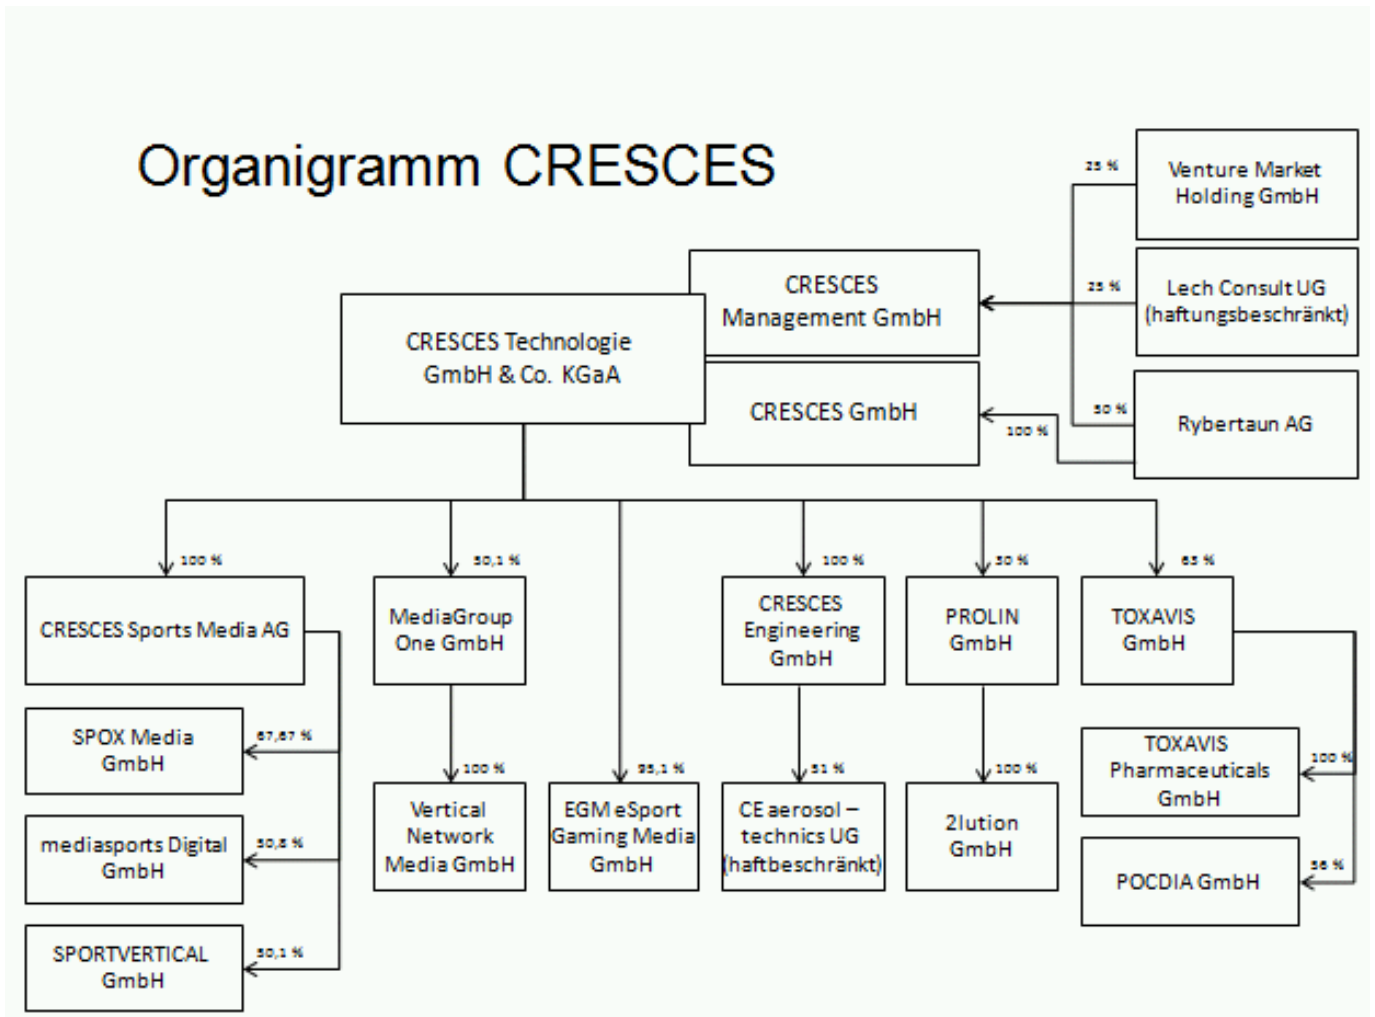 Organigramm CRESCES
25 %
Venture Market
Holding GmbH
CRESCES
Management GmbH
25 %
Lech Consult UG
(haftungsbeschränkt)
CRESCES Technologie
GmbH & Co. KGaA
CRESCES GmbH
50 %
100 %
Rybertaun AG
100 %
CRESCES Sports Media AG
50,1 %
MediaGroup
One GmbH
100 %
CRESCES
Engineering
GmbH
50 %
PROLIN
GmbH
65 %
TOXAVIS
GmbH
SPOX Media
GmbH
67,67 %
mediasports Digital
GmbH
50,8 %
SPORTVERTICAL
GmbH
50,1 %
100 %
Vertical
Network
Media GmbH
95,1 %
EGM eSport
Gaming Media
GmbH
51 %
CE aerosol –
technics UG
(haftbeschränkt)
100 %
2lution
GmbH
TOXAVIS
Pharmaceuticals
GmbH
100 %
POCDIA GmbH
56 %